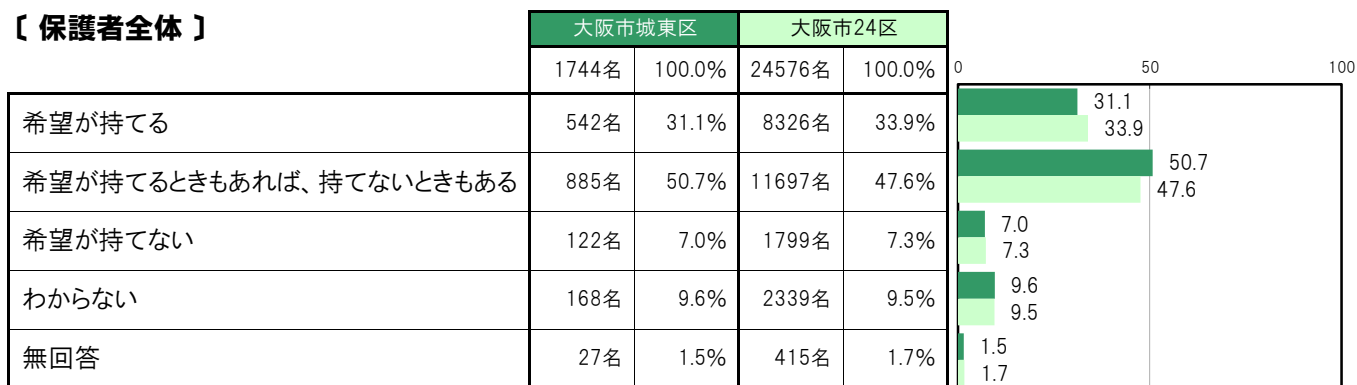 〔 保護者全体 〕
大阪市城東区 大阪市24区
1744名 100.0% 24576名 100.0% 0 50 100
希望が持てる 542名 31.1% 8326名 33.9% 31.1
33.9
希望が持てるときもあれば、持てないときもある 885名 50.7% 11697名 47.6% 50.7
47.6
希望が持てない 122名 7.0% 1799名 7.3% 7.0
7.3
わからない 168名 9.6% 2339名 9.5% 9.6
9.5
無回答 27名 1.5% 415名 1.7% 1.5
1.7